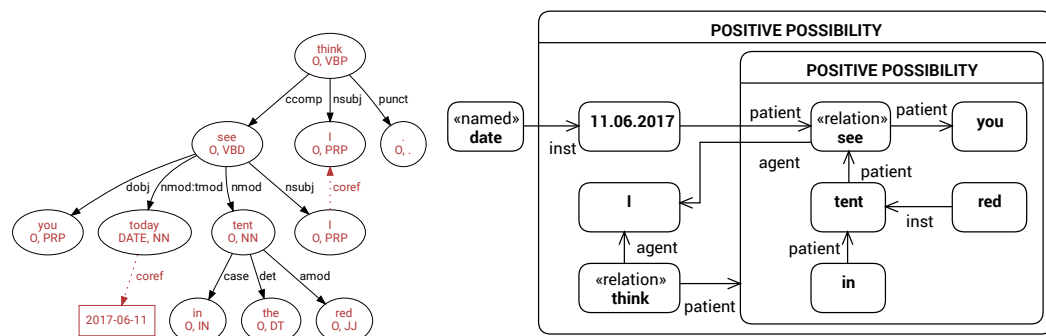 think
O, VBP
ccomp
nsubj
punct
see
O, VBD
I
O, PRP
.
O, .
dobj
nmod:tmod
nmod
nsubj
coref
you
O, PRP
today
DATE, NN
tent
O, NN
I
O, PRP
coref
case
det
amod
2017-06-11
in
O, IN
the
O, DT
red
O, JJ
POSITIVE POSSIBILITY
POSITIVE POSSIBILITY
«named»
date
inst
11.06.2017
patient
«relation»
see
patient
you
agent
patient
I
tent
inst
red
agent
patient
«relation»
think
patient
in